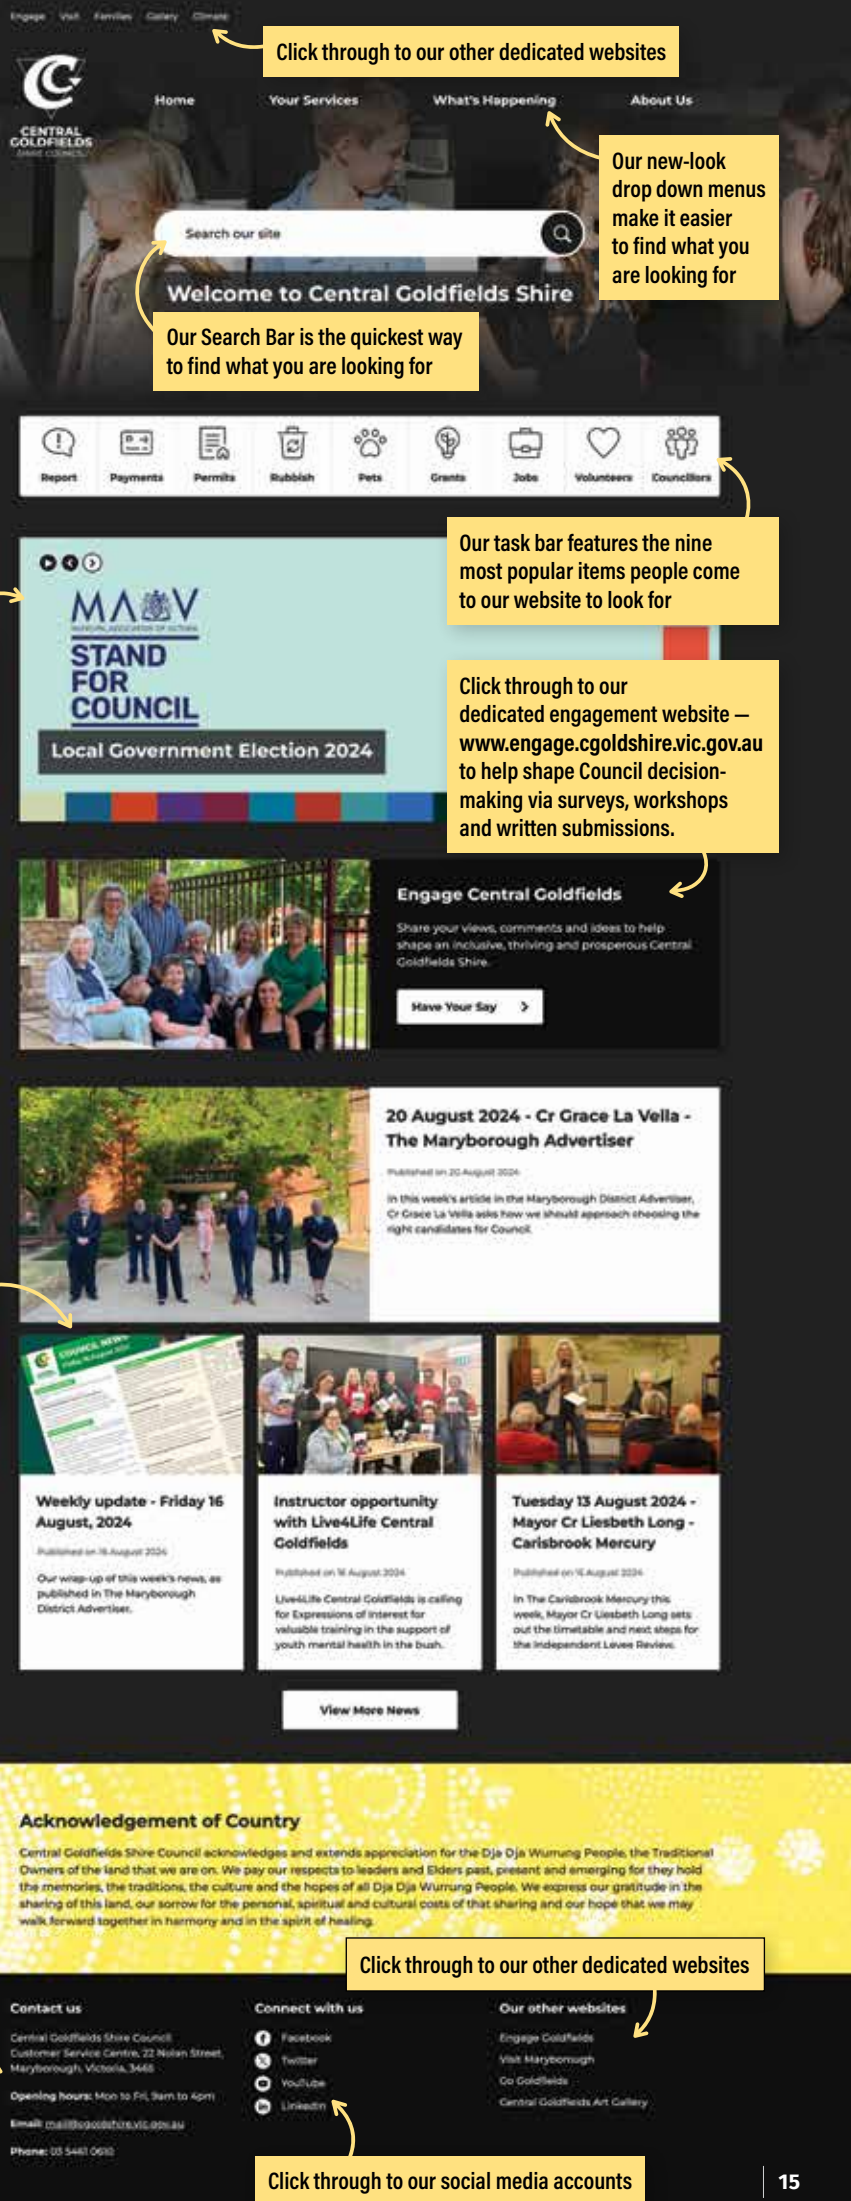 Engage Visit Families Gallery Climate
Click through to our other dedicated websites
CENTRAL
GOLDFIELDS
SHIRE COUNCIL
Home Your Services What's Happening About Us
Our new-look
drop down menus
make it easier
to find what you
are looking for
Search our site
Welcome to Central Goldfields Shire
Our Search Bar is the quickest way
to find what you are looking for
Report Payments Permits Rubbish Pets Grants Jobs Volunteers Councillors
Our task bar features the nine
most popular items people come
to our website to look for
MAV
MUNICIPAL ASSOCIATION OF VICTORIA
STAND
FOR
COUNCIL
Local Government Election 2024
Click through to our
dedicated engagement website –
www.engage.cgoldshire.vic.gov.au
to help shape Council decision-
making via surveys, workshops
and written submissions.
Engage Central Goldfields
Share your views, comments and ideas to help
shape an inclusive, thriving and prosperous Central
Goldfields Shire.
Have Your Say
20 August 2024 - Cr Grace La Vella -
The Maryborough Advertiser
Published on 20 August 2024
In this week's article in the Maryborough District Advertiser,
Cr Grace La Vella asks how we should approach choosing the
right candidates for Council.
COUNCIL NEWS
Friday 16 August 2024
Weekly update - Friday 16
August, 2024
Published on 16 August 2024
Our wrap-up of this week's news, as
published in The Maryborough
District Advertiser.
Instructor opportunity
with Live4Life Central
Goldfields
Published on 16 August 2024
Live4Life Central Goldfields is calling
for Expressions of Interest for
valuable training in the support of
youth mental health in the bush.
Tuesday 13 August 2024 -
Mayor Cr Liesbeth Long -
Carisbrook Mercury
Published on 15 August 2024
In The Carisbrook Mercury this
week, Mayor Cr Liesbeth Long sets
out the timetable and next steps for
the Independent Levee Review.
View More News
Acknowledgement of Country
Central Goldfields Shire Council acknowledges and extends appreciation for the Dja Dja Wurrung People, the Traditional
Owners of the land that we are on. We pay our respects to leaders and Elders past, present and emerging for they hold
the memories, the traditions, the culture and the hopes of all Dja Dja Wurrung People. We express our gratitude in the
sharing of this land, our sorrow for the personal, spiritual and cultural costs of that sharing and our hope that we may
walk forward together in harmony and in the spirit of healing.
Click through to our other dedicated websites
Contact us
Central Goldfields Shire Council
Customer Service Centre, 22 Nolan Street,
Maryborough, Victoria, 3465
Opening hours: Mon to Fri, 9am to 4pm
Email: mail@cgoldshire.vic.gov.au
Phone: 03 5461 0610
Connect with us
Facebook
Twitter
YouTube
LinkedIn
Our other websites
Engage Goldfields
Visit Maryborough
Go Goldfields
Central Goldfields Art Gallery
Click through to our social media accounts
15